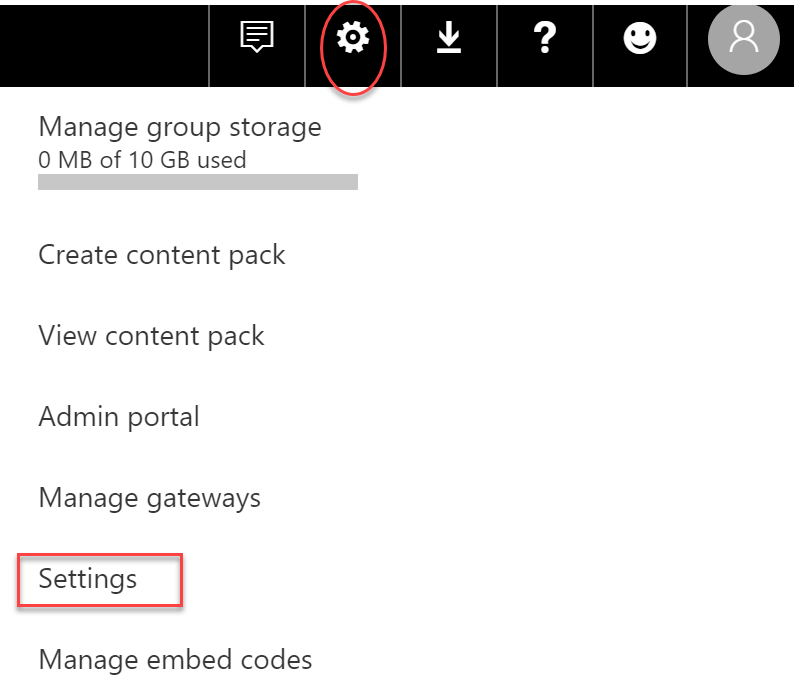 Manage group storage
0 MB of 10 GB used
Create content pack
View content pack
Admin portal
Manage gateways
Settings
Manage embed codes